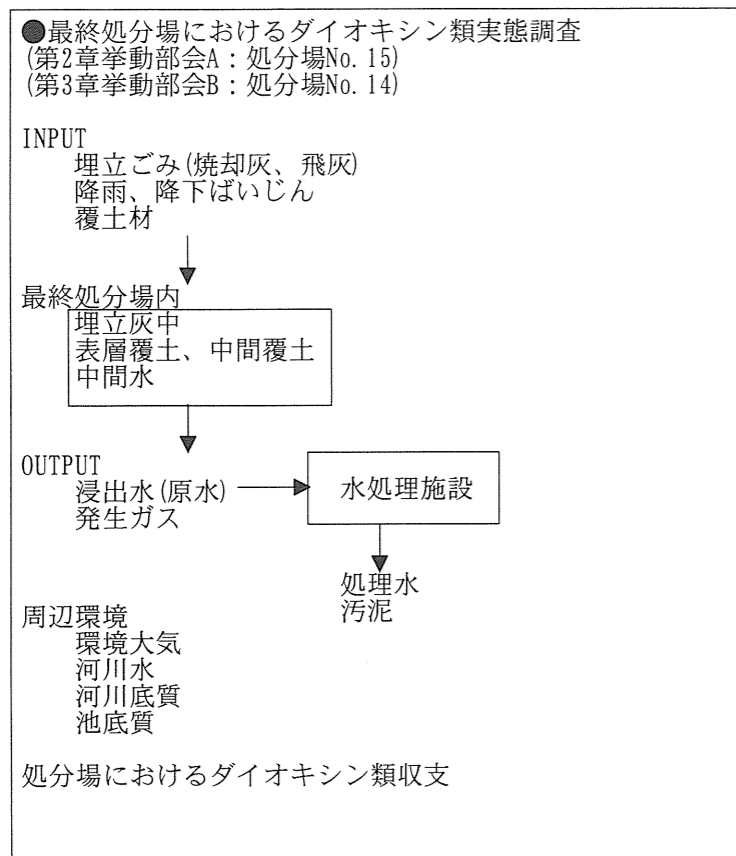 ●最終処分場におけるダイオキシン類実態調査
(第2章挙動部会A：処分場No.15)
(第3章挙動部会B：処分場No.14)
INPUT
埋立ごみ(焼却灰、飛灰)
降雨、降下ばいじん
覆土材
最終処分場内
埋立灰中
表層覆土、中間覆土
中間水
OUTPUT
浸出水(原水)
水処理施設
発生ガス
処理水
汚泥
周辺環境
環境大気
河川水
河川底質
池底質
処分場におけるダイオキシン類収支